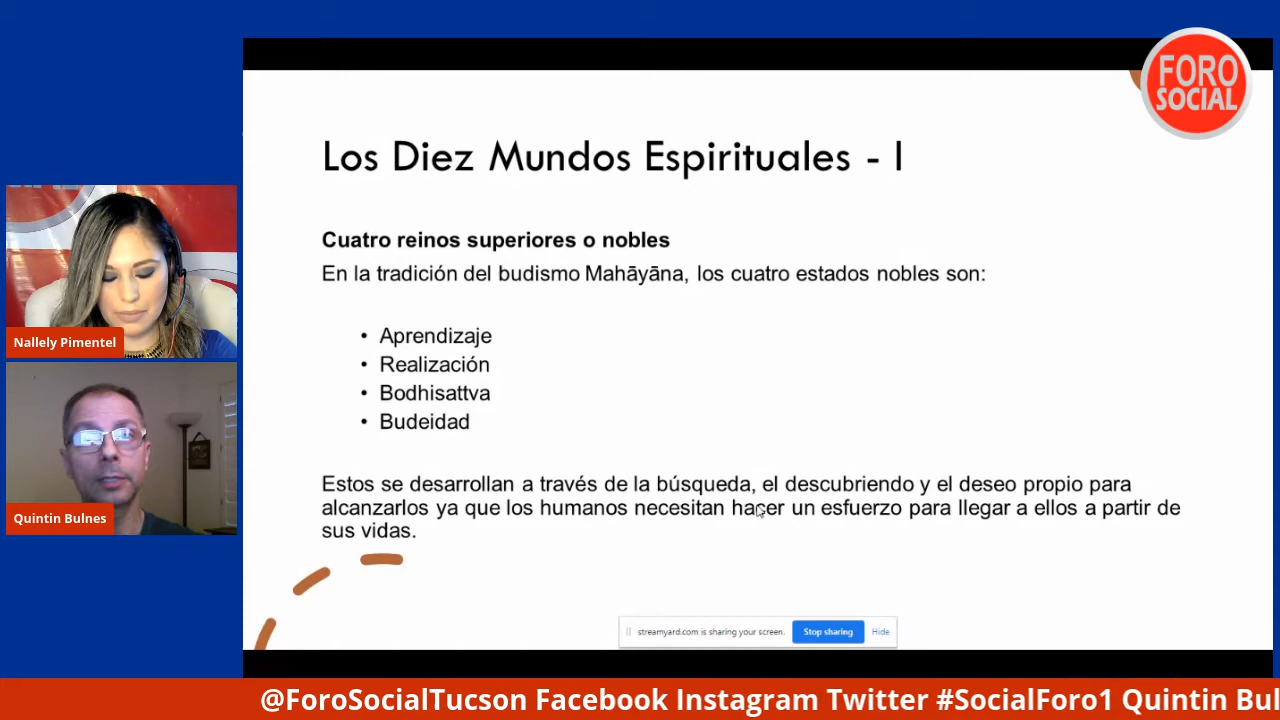 FORO
SOCIAL
Los Diez Mundos Espirituales - I
Cuatro reinos superiores o nobles
En la tradición del budismo Mahāyāna, los cuatro estados nobles son:
• Aprendizaje
• Realización
• Bodhisattva
• Budeidad
Estos se desarrollan a través de la búsqueda, el descubriendo y el deseo propio para
alcanzarlos ya que los humanos necesitan hacer un esfuerzo para llegar a ellos a partir de
sus vidas.
Nallely Pimentel
Quintin Bulnes
streamyard.com is sharing your screen.
Stop sharing
Hide
@ForoSocialTucson Facebook Instagram Twitter #SocialForo1 Quintin Bul